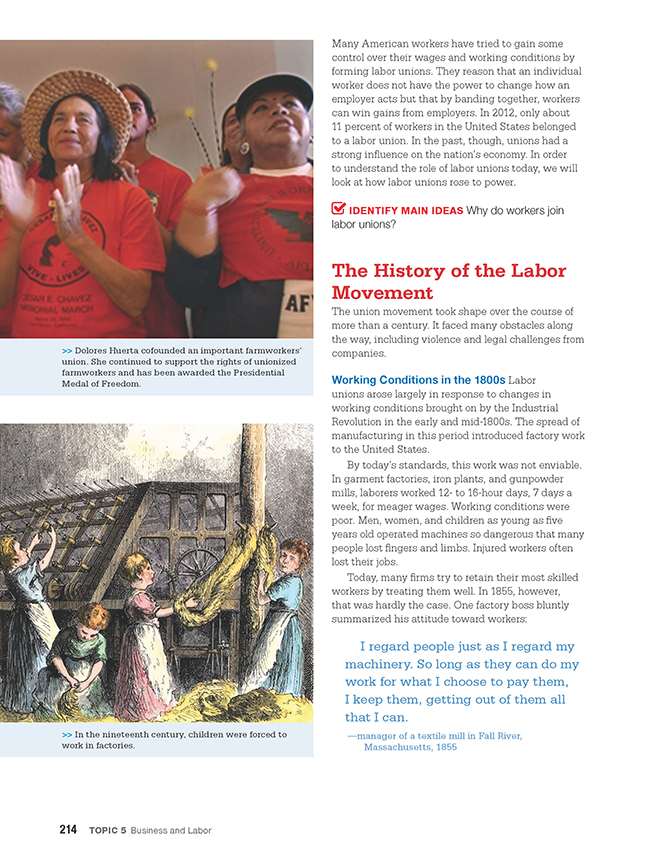 Many American workers have tried to gain some
control over their wages and working conditions by
forming labor unions. They reason that an individual
worker does not have the power to change how an
employer acts but that by banding together, workers
can win gains from employers. In 2012, only about
11 percent of workers in the United States belonged
to a labor union. In the past, though, unions had a
strong influence on the nation's economy. In order
to understand the role of labor unions today, we will
look at how labor unions rose to power.
IDENTIFY MAIN IDEAS Why do workers join
labor unions?
The History of the Labor
Movement
The union movement took shape over the course of
more than a century. It faced many obstacles along
the way, including violence and legal challenges from
companies.
Working Conditions in the 1800s Labor
unions arose largely in response to changes in
working conditions brought on by the Industrial
Revolution in the early and mid-1800s. The spread of
manufacturing in this period introduced factory work
to the United States.
By today's standards, this work was not enviable.
In garment factories, iron plants, and gunpowder
mills, laborers worked 12- to 16-hour days, 7 days a
week, for meager wages. Working conditions were
poor. Men, women, and children as young as five
years old operated machines so dangerous that many
people lost fingers and limbs. Injured workers often
lost their jobs.
Today, many firms try to retain their most skilled
workers by treating them well. In 1855, however,
that was hardly the case. One factory boss bluntly
summarized his attitude toward workers:
I regard people just as I regard my
machinery. So long as they can do my
work for what I choose to pay them,
I keep them, getting out of them all
that I can.
—manager of a textile mill in Fall River,
Massachusetts, 1855
VIVE - LIVES
CESAR E. CHAVEZ
MEMORIAL MARCH
AF
>> Dolores Huerta cofounded an important farmworkers'
union. She continued to support the rights of unionized
farmworkers and has been awarded the Presidential
Medal of Freedom.
>> In the nineteenth century, children were forced to
work in factories.
214 TOPIC 5 Business and Labor